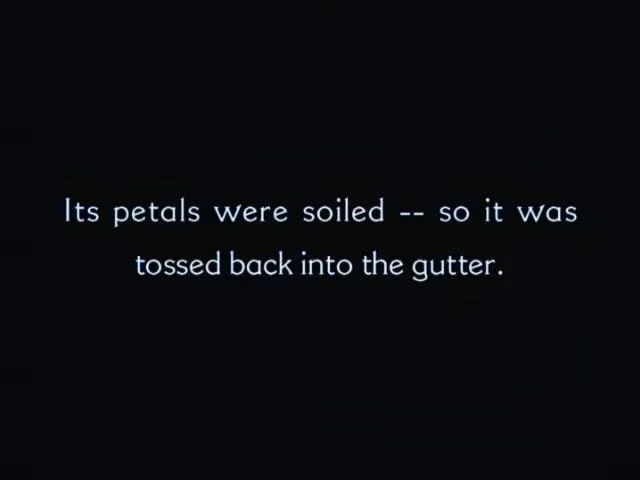 Its petals were soiled -- so it was
tossed back into the gutter.